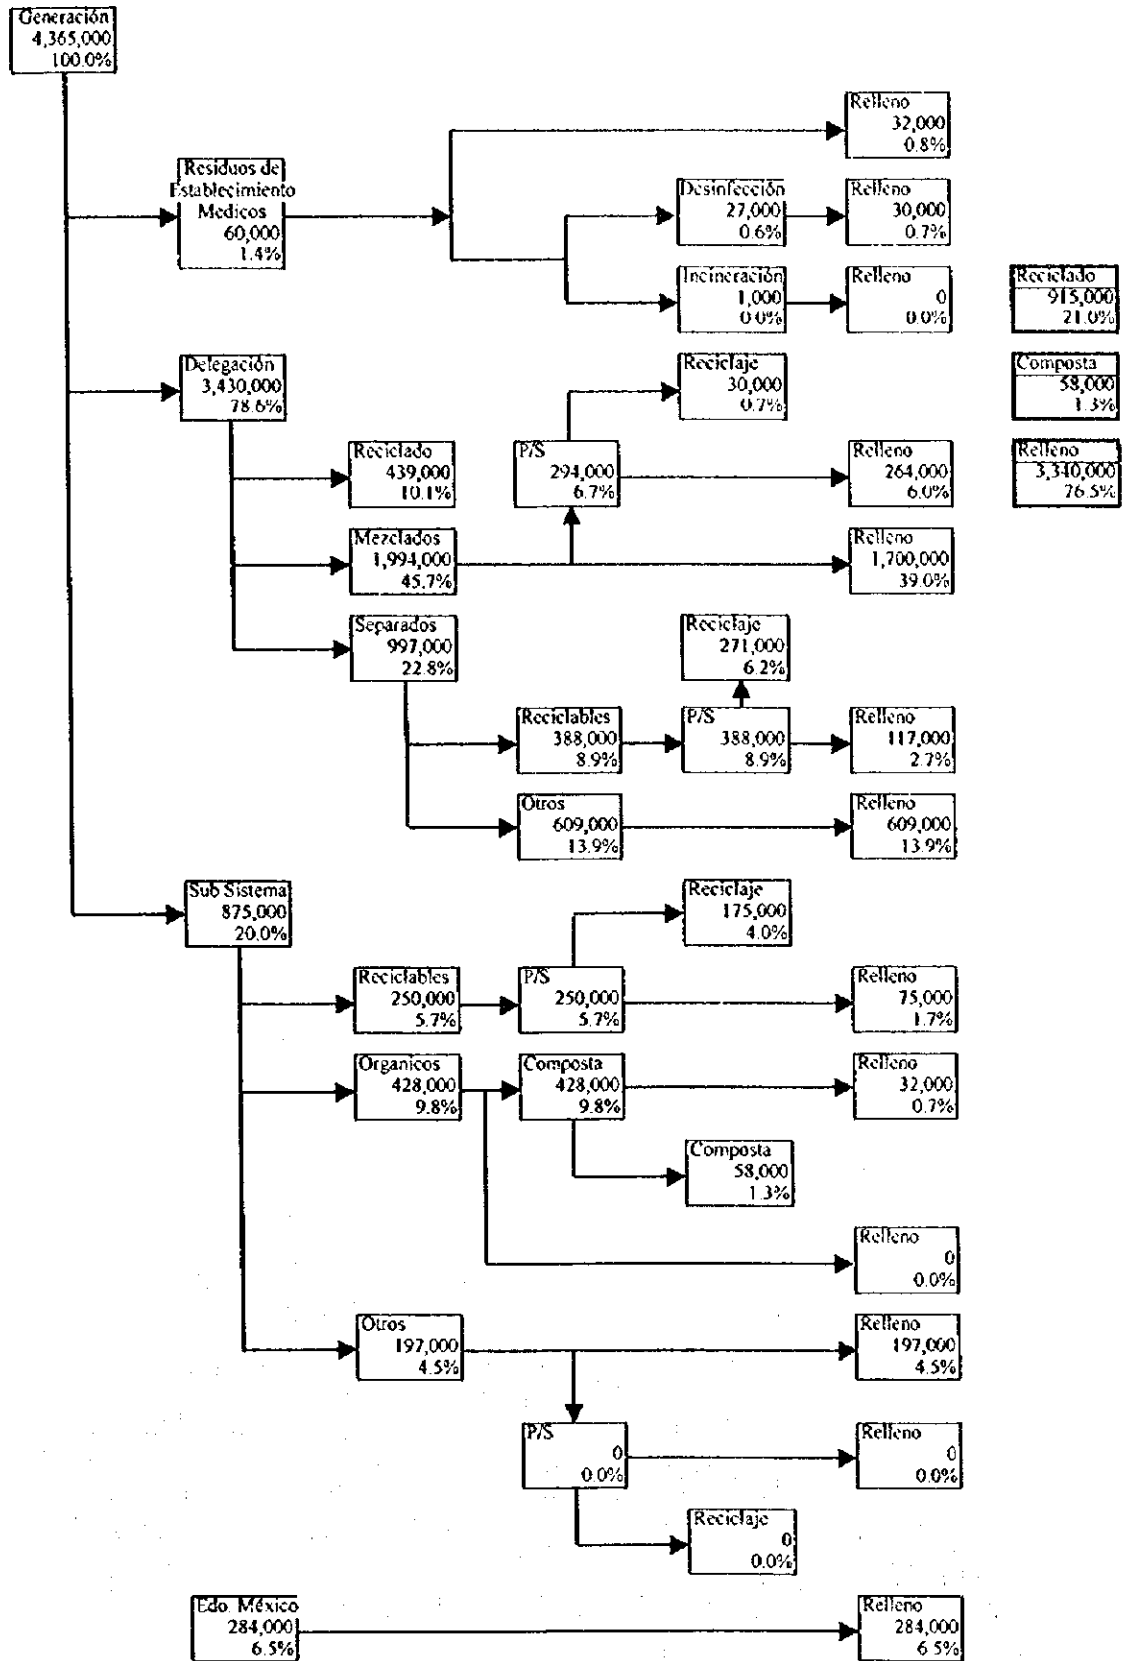 Generación
4,365,000
100.0%
Relleno
32,000
0.8%
Residuos de
Establecimiento
Medicos
60,000
1.4%
Desinfección
27,000
0.6%
Relleno
30,000
0.7%
Incineración
1,000
0.0%
Relleno
0
0.0%
Reciclado
915,000
21.0%
Delegación
3,430,000
78.6%
Reciclaje
30,000
0.7%
Composta
58,000
1.3%
Reciclado
439,000
10.1%
P/S
294,000
6.7%
Relleno
264,000
6.0%
Relleno
3,340,000
76.5%
Mezclados
1,994,000
45.7%
Relleno
1,700,000
39.0%
Separados
997,000
22.8%
Reciclaje
271,000
6.2%
Reciclables
388,000
8.9%
P/S
388,000
8.9%
Relleno
117,000
2.7%
Otros
609,000
13.9%
Relleno
609,000
13.9%
Sub Sistema
875,000
20.0%
Reciclaje
175,000
4.0%
Reciclables
250,000
5.7%
P/S
250,000
5.7%
Relleno
75,000
1.7%
Organicos
428,000
9.8%
Composta
428,000
9.8%
Relleno
32,000
0.7%
Composta
58,000
1.3%
Relleno
0
0.0%
Otros
197,000
4.5%
Relleno
197,000
4.5%
P/S
0
0.0%
Relleno
0
0.0%
Reciclaje
0
0.0%
Edo. México
284,000
6.5%
Relleno
284,000
6.5%